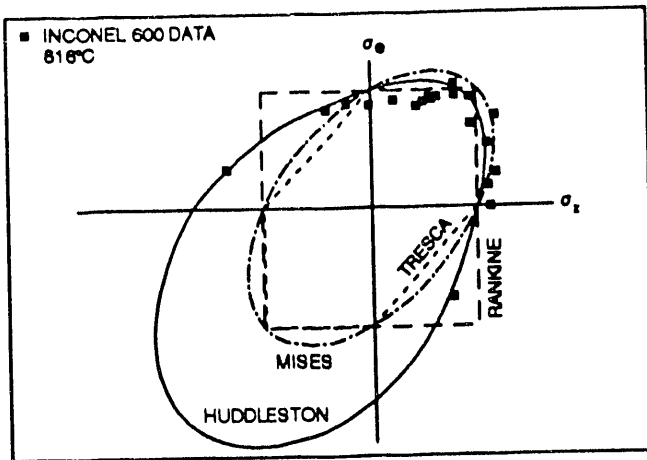 ■ INCONEL 600 DATA
816°C
σθ
σz
TRESCA
RANKINE
MISES
HUDDLESTON